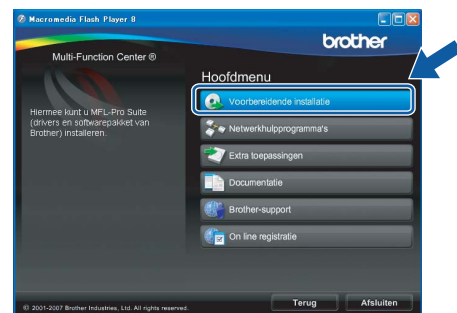 Macromedia Flash Player 8
brother
Multi-Function Center ®
Hoofdmenu
Hiermee kunt u MFL-Pro Suite
(drivers en softwarepakket van
Brother) installeren.
Voorbereidende installatie
Netwerkhulpprogramma's
Extra toepassingen
Documentatie
Brother-support
On line registratie
© 2001-2007 Brother Industries, Ltd. All rights reserved.
Terug
Afsluiten